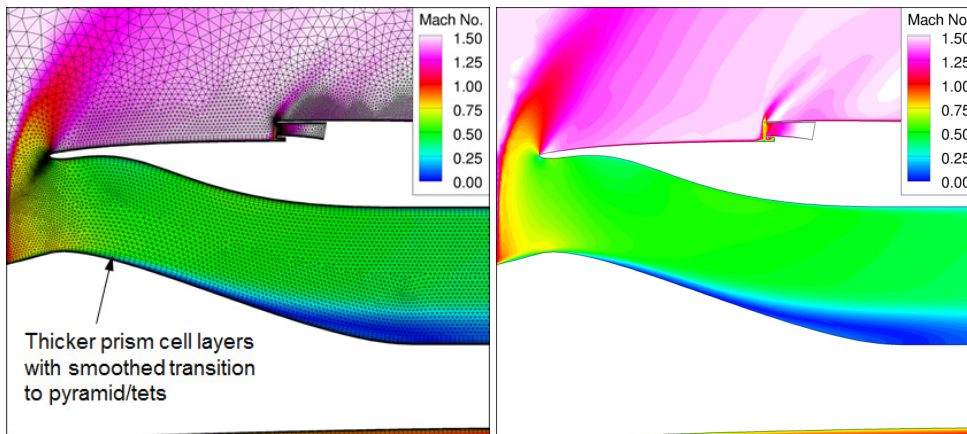 Mach No.
1.50
1.25
1.00
0.75
0.50
0.25
0.00
Thicker prism cell layers
with smoothed transition
to pyramid/tets
Mach No.
1.50
1.25
1.00
0.75
0.50
0.25
0.00